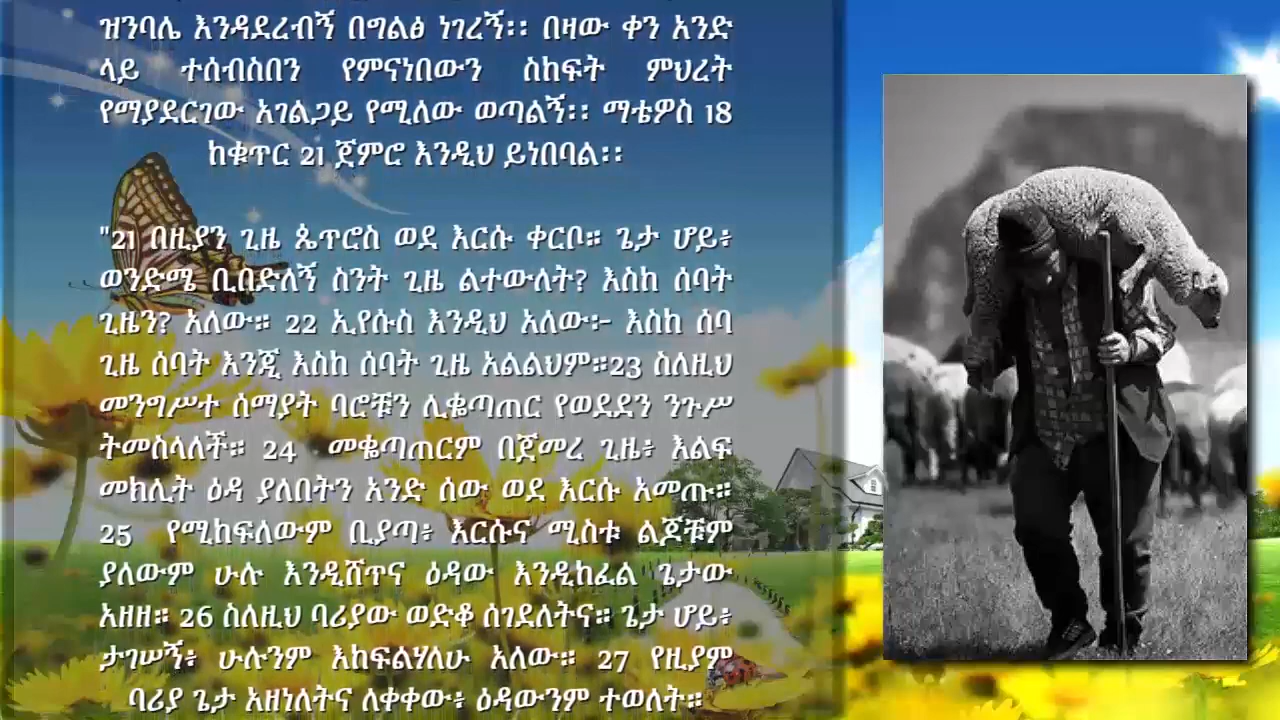 ዝንባሌ እንዳደረብኝ በግልፅ ነገረኝ፡፡ በዛው ቀን አንድ
ላይ ተሰብስበን የምናነበውን ስከፍት ምህረት
የማያደርገው አገልጋይ የሚለው ወጣልኝ፡፡ ማቴዎስ 18
ከቁጥር 21 ጀምሮ እንዲህ ይነበባል፡፡
"21 በዚያን ጊዜ ጴጥሮስ ወደ እርሱ ቀርቦ። ጌታ ሆይ፥
ወንድሜ ቢበድለኝ ስንት ጊዜ ልተውለት? እስከ ሰባት
ጊዜን? አለው። 22 ኢየሱስ እንዲህ አለው፦ እስከ ሰባ
ጊዜ ሰባት እንጂ እስከ ሰባት ጊዜ አልልህም።23 ስለዚህ
መንግሥተ ሰማያት ባሮቹን ሊቈጣጠር የወደደን ንጉሥ
ትመስላለች። 24 መቈጣጠርም በጀመረ ጊዜ፥ እልፍ
መክሊት ዕዳ ያለበትን አንድ ሰው ወደ እርሱ አመጡ።
25 የሚከፍለውም ቢያጣ፥ እርሱና ሚስቱ ልጆቹም
ያለውም ሁሉ እንዲሸጥና ዕዳው እንዲከፈል ጌታው
አዘዘ። 26 ስለዚህ ባሪያው ወድቆ ሰገደለትና። ጌታ ሆይ፥
ታገሠኝ፥ ሁሉንም እከፍልሃለሁ አለው። 27 የዚያም
ባሪያ ጌታ አዘነለትና ለቀቀው፥ ዕዳውንም ተወለት።